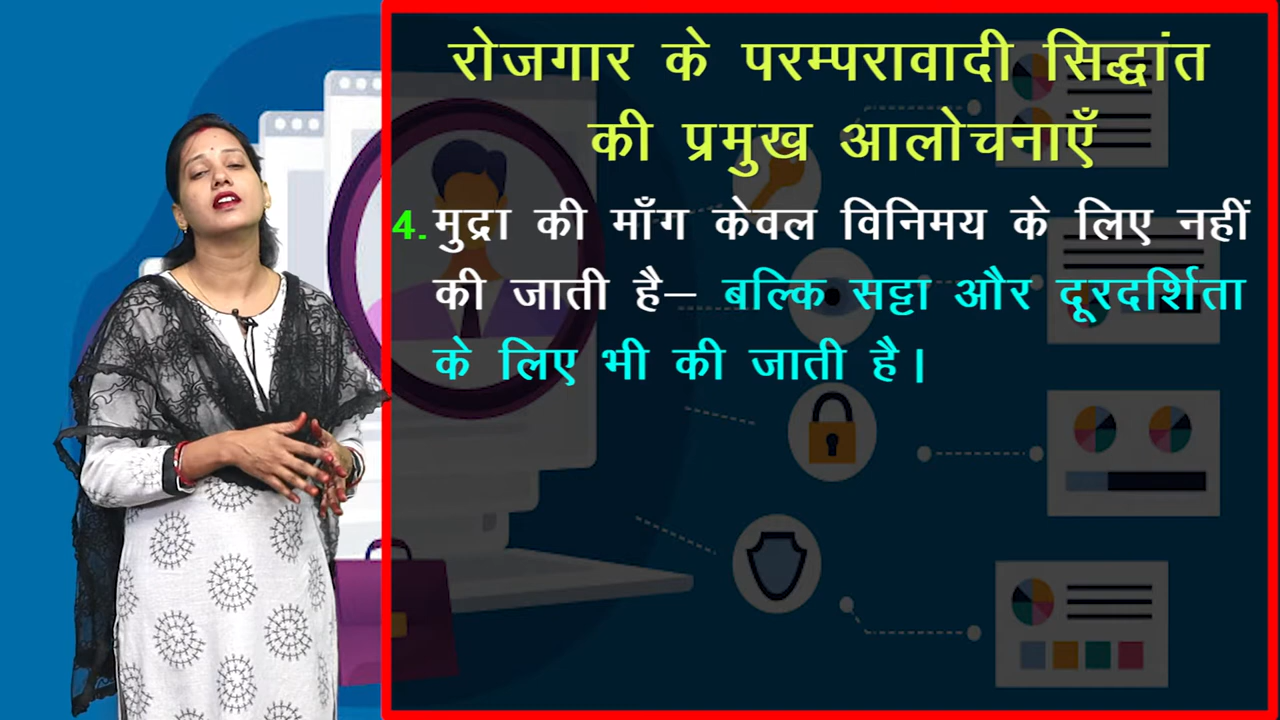 रोजगार के परम्परावादी सिद्धांत
की प्रमुख आलोचनाएँ
4. मुद्रा की माँग केवल विनिमय के लिए नहीं
की जाती है– बल्कि सट्टा और दूरदर्शिता
के लिए भी की जाती है।